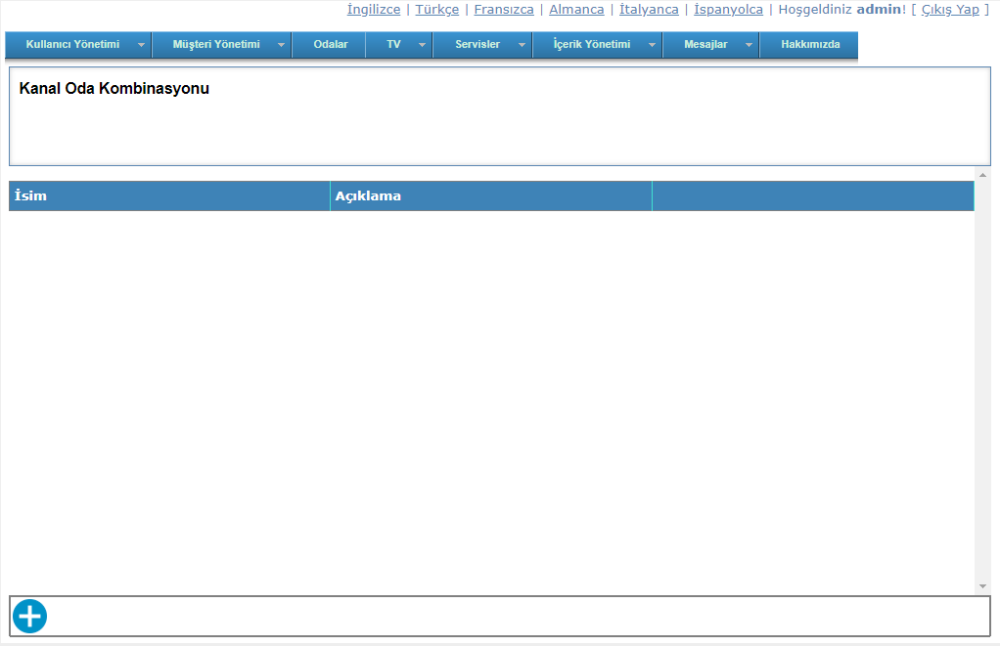 İngilizce | Türkçe | Fransızca | Almanca | İtalyanca | İspanyolca | Hoşgeldiniz admin! [ Çıkış Yap ]
Kullanıcı Yönetimi Müşteri Yönetimi Odalar TV Servisler İçerik Yönetimi Mesajlar Hakkımızda
Kanal Oda Kombinasyonu
İsim Açıklama